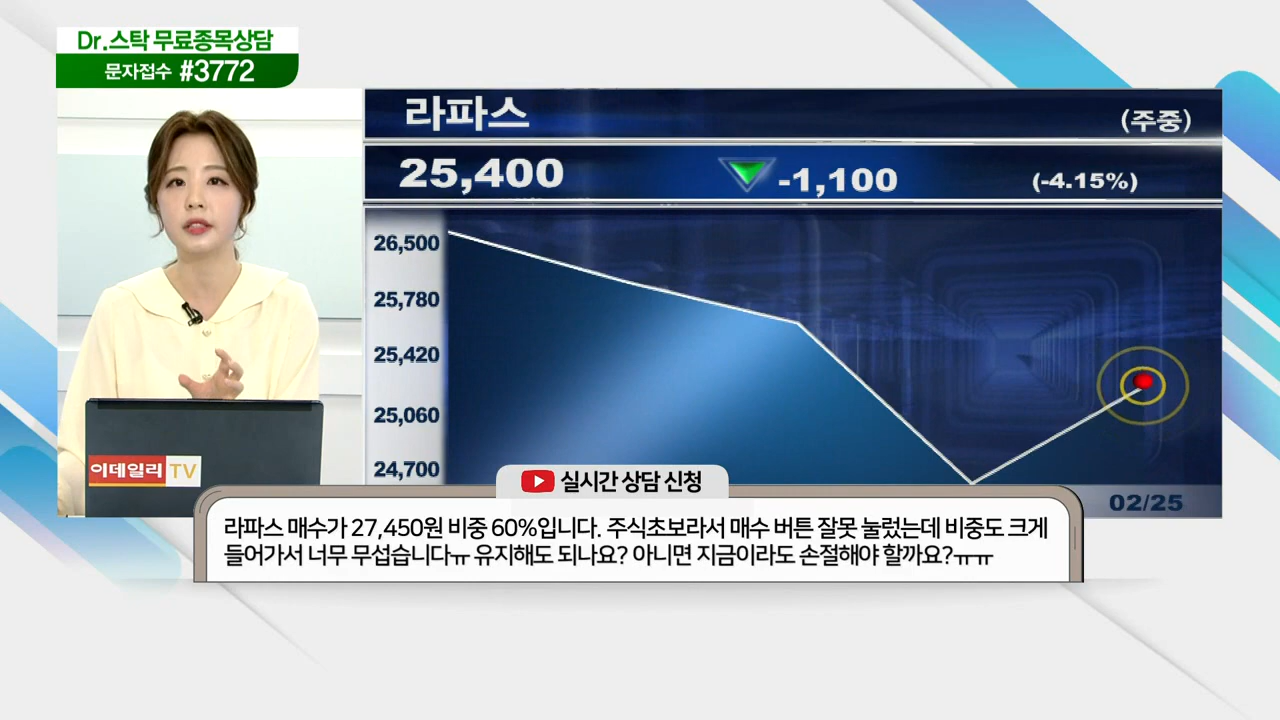 Dr.스탁 무료종목상담
문자접수 #3772
라파스
(주중)
25,400
-1,100
(-4.15%)
26,500
25,780
25,420
25,060
24,700
02/25
이데일리 TV
실시간 상담 신청
라파스 매수가 27,450원 비중 60%입니다. 주식초보라서 매수 버튼 잘못 눌렀는데 비중도 크게
들어가서 너무 무섭습니다ㅠ 유지해도 되나요? 아니면 지금이라도 손절해야 할까요?ㅠㅠ